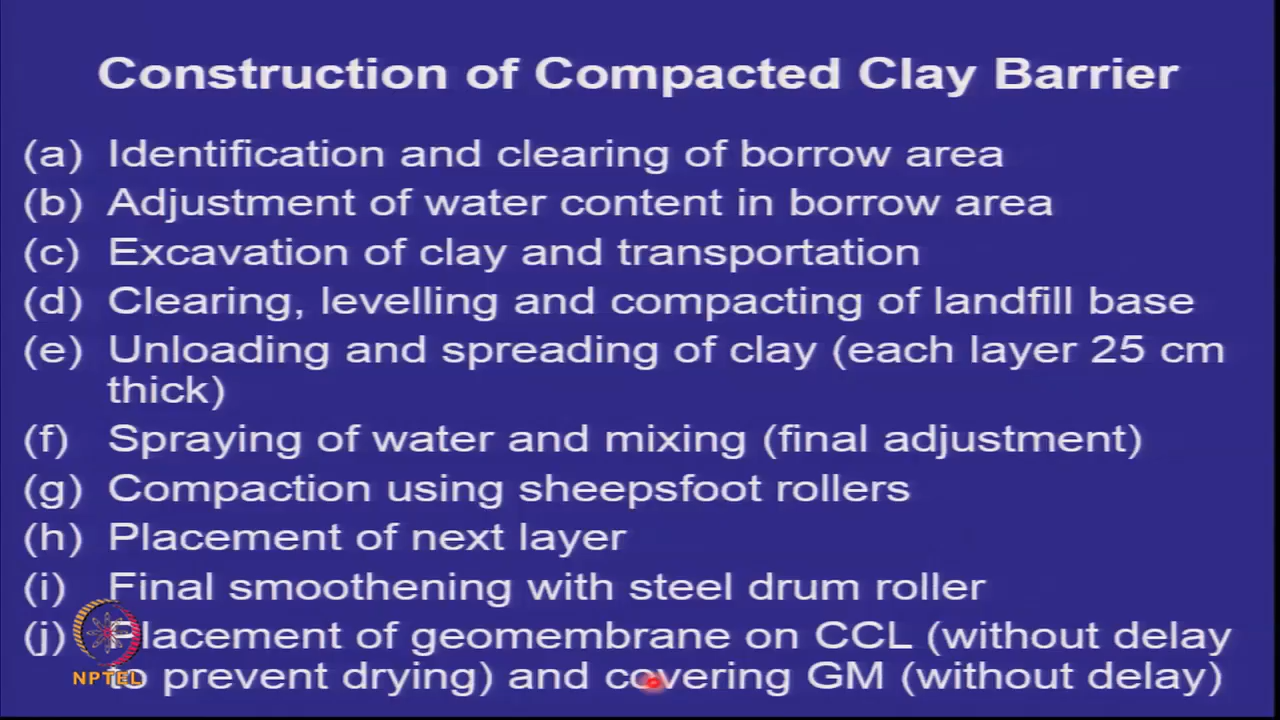 Construction of Compacted Clay Barrier
(a) Identification and clearing of borrow area
(b) Adjustment of water content in borrow area
(c) Excavation of clay and transportation
(d) Clearing, levelling and compacting of landfill base
(e) Unloading and spreading of clay (each layer 25 cm
thick)
(f) Spraying of water and mixing (final adjustment)
(g) Compaction using sheepsfoot rollers
(h) Placement of next layer
(i) Final smoothening with steel drum roller
(j) Placement of geomembrane on CCL (without delay
to prevent drying) and covering GM (without delay)
NPTEL